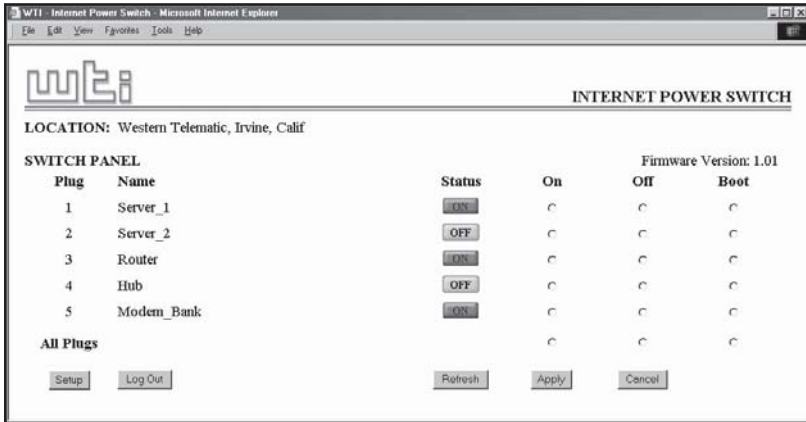 WTI - Internet Power Switch - Microsoft Internet Explorer
File Edit View Favorites Tools Help
wti
INTERNET POWER SWITCH
LOCATION: Western Telematic, Irvine, Calif
SWITCH PANEL Firmware Version: 1.01
Plug Name Status On Off Boot
1 Server_1 ON
2 Server_2 OFF
3 Router ON
4 Hub OFF
5 Modem_Bank ON
All Plugs
Setup Log Out Refresh Apply Cancel